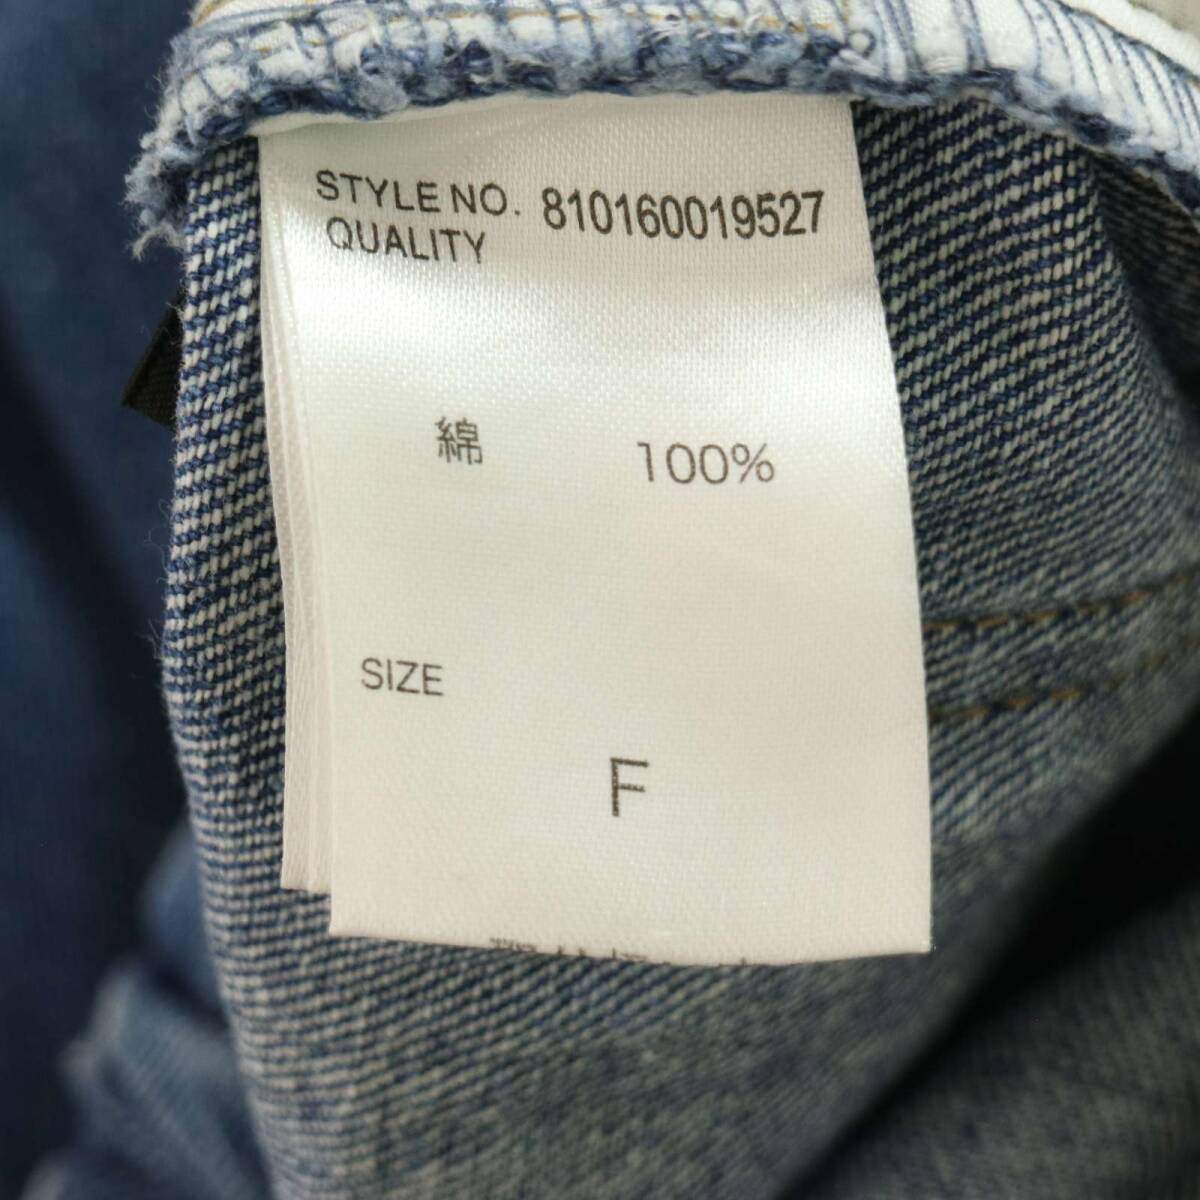 STYLE NO. 810160019527
QUALITY
綿 100%
SIZE
F